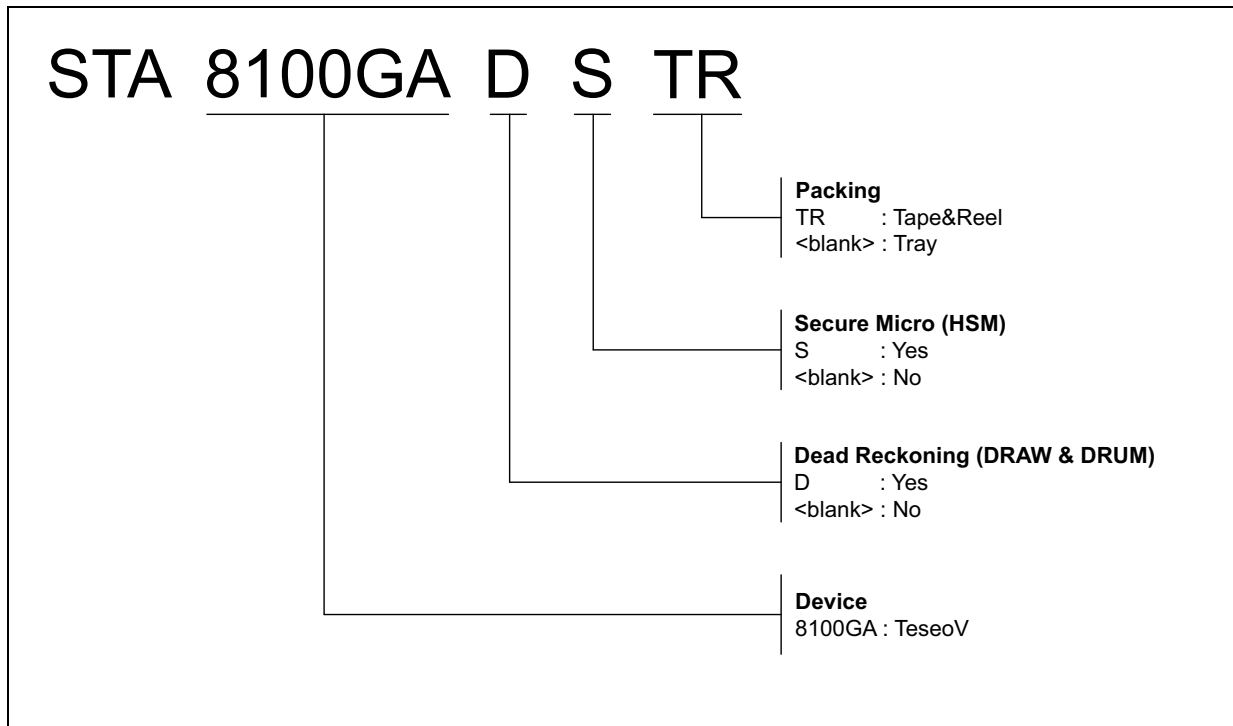 STA 8100GA D S TR
Packing
TR : Tape&Reel
<blank> : Tray
Secure Micro (HSM)
S : Yes
<blank> : No
Dead Reckoning (DRAW & DRUM)
D : Yes
<blank> : No
Device
8100GA : TeseoV